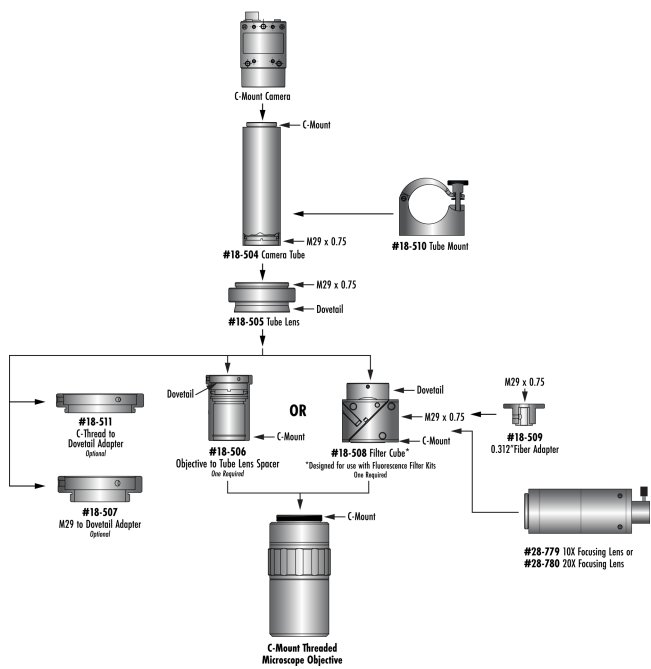 C-Mount Camera
C-Mount
M29 x 0.75
#18-504 Camera Tube
#18-510 Tube Mount
M29 x 0.75
Dovetail
#18-505 Tube Lens
#18-511
C-Thread to
Dovetail Adapter
Optional
#18-507
M29 to Dovetail Adapter
Optional
Dovetail
C-Mount
#18-506
Objective to Tube Lens Spacer
One Required
OR
Dovetail
M29 x 0.75
C-Mount
#18-508 Filter Cube*
*Designed for use with Fluorescence Filter Kits
One Required
M29 x 0.75
#18-509
0.312"Fiber Adapter
#28-779 10X Focusing Lens or
#28-780 20X Focusing Lens
C-Mount
C-Mount Threaded
Microscope Objective